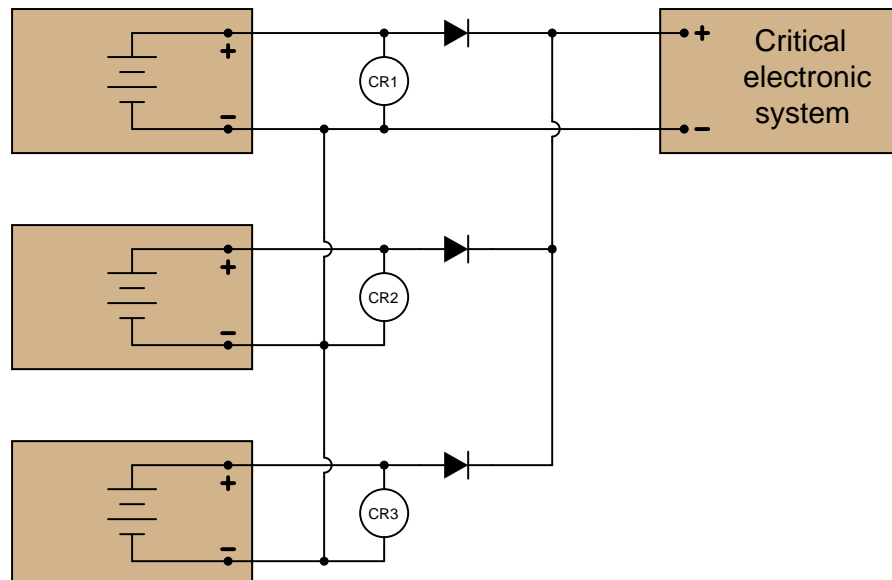 +
CR1
−
+
Critical
electronic
system
−
+
CR2
−
+
CR3
−